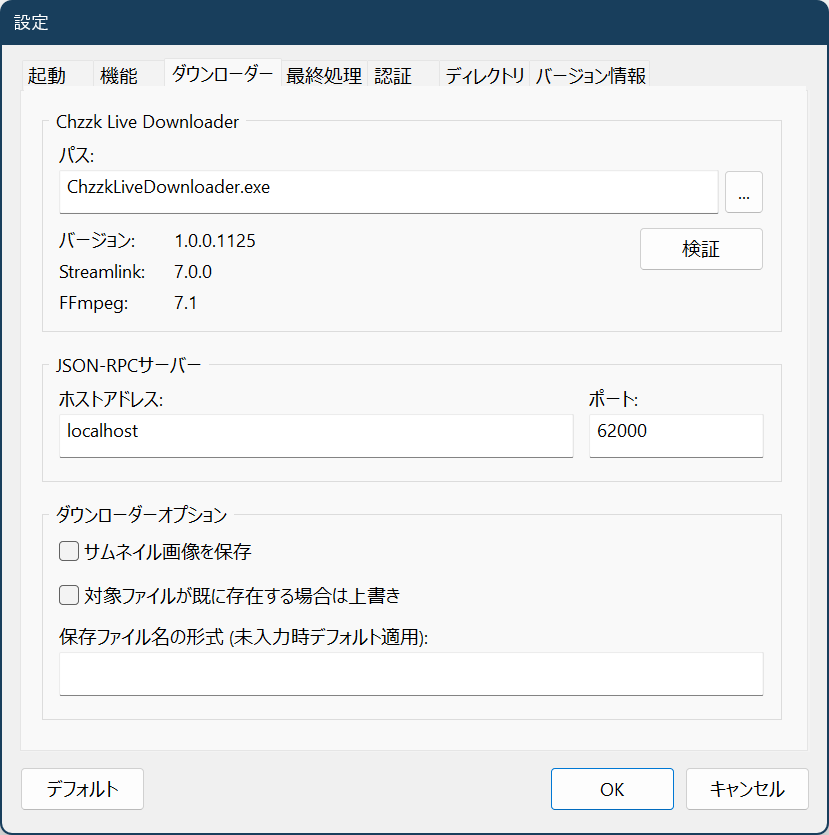 設定
起動 機能 ダウンローダー 最終処理 認証 ディレクトリ バージョン情報
Chzzk Live Downloader
パス:
ChzzkLiveDownloader.exe ...
バージョン: 1.0.0.1125
検証
Streamlink: 7.0.0
FFmpeg: 7.1
JSON-RPCサーバー
ホストアドレス: ポート:
localhost 62000
ダウンローダーオプション
サムネイル画像を保存
対象ファイルが既に存在する場合は上書き
保存ファイル名の形式 (未入力時デフォルト適用):
デフォルト OK キャンセル